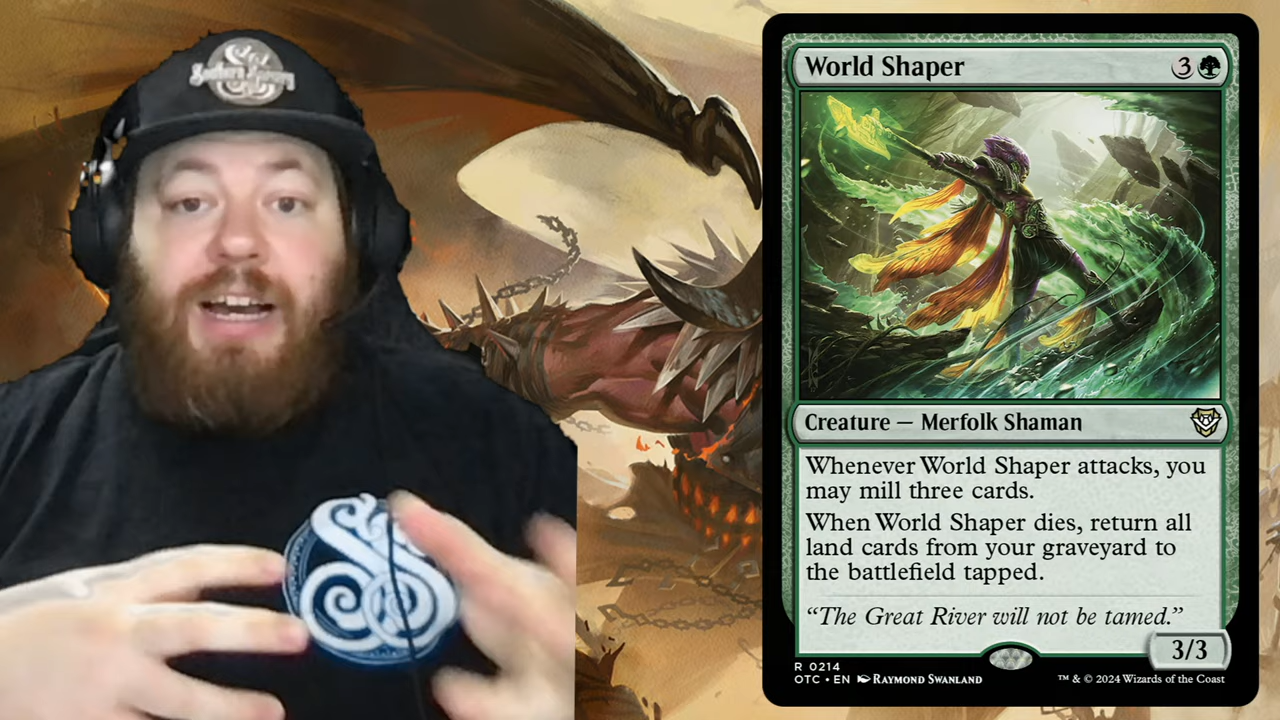 World Shaper
3
Creature — Merfolk Shaman
Whenever World Shaper attacks, you
may mill three cards.
When World Shaper dies, return all
land cards from your graveyard to
the battlefield tapped.
“The Great River will not be tamed.”
3/3
R 0214
OTC • EN Raymond Swanland
™ & © 2024 Wizards of the Coast